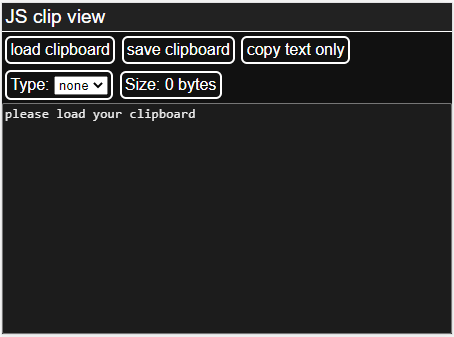 JS clip view
load clipboard save clipboard copy text only
Type: none Size: 0 bytes
please load your clipboard